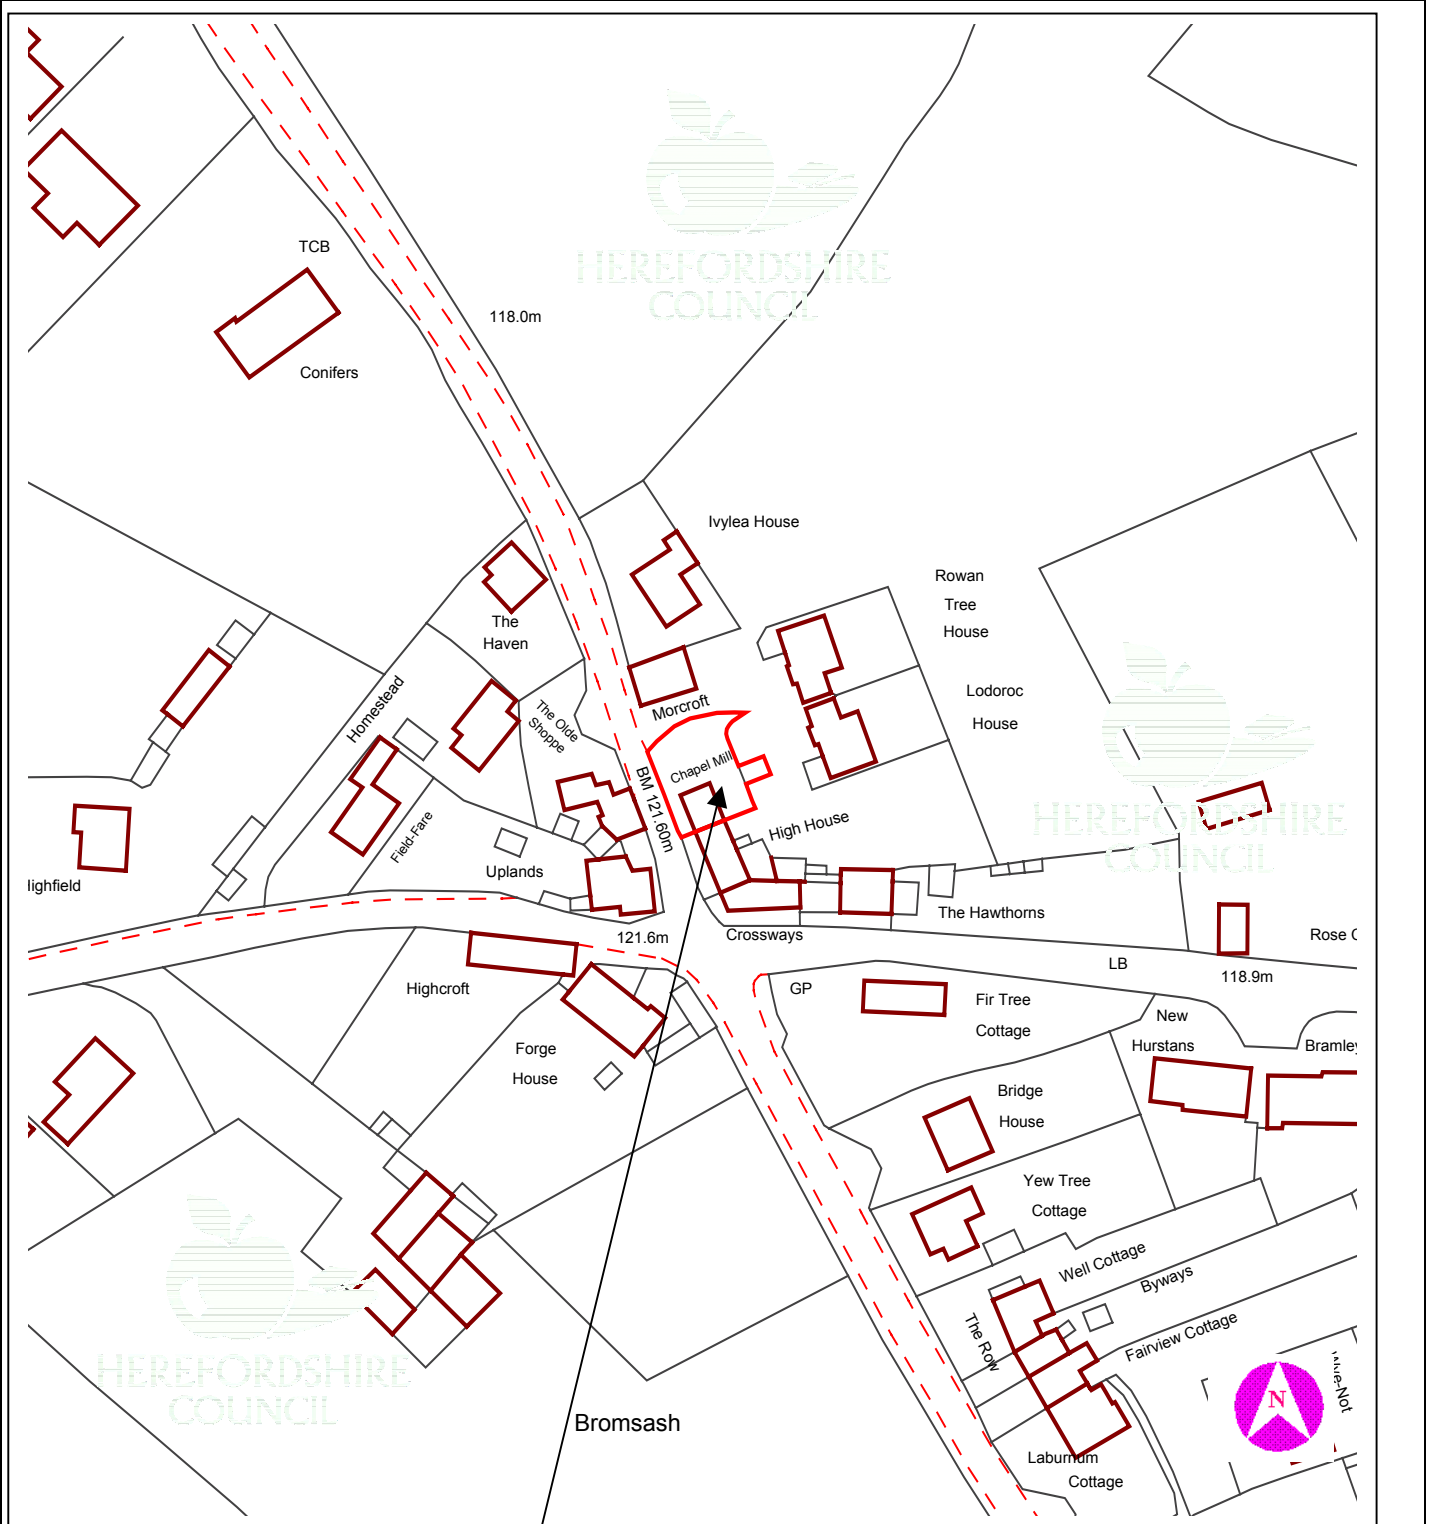 HEREFORDSHIRE
COUNCIL
TCB
118.0m
Conifers
Ivylea House
Rowan
Tree
House
The
Haven
Homestead
The Olde
Shoppe
Morcroft
Lodoroc
House
Chapel Mill
BM 121.60m
High House
HEREFORDSHIRE
COUNCIL
Field-Fare
Uplands
Highfield
The Hawthorns
121.6m
Crossways
Rose C
LB
118.9m
Highcroft
GP
Fir Tree
Cottage
New
Hurstans
Bramley
Forge
House
Bridge
House
Yew Tree
Cottage
Well Cottage
Byways
The Row
Fairview Cottage
HEREFORDSHIRE
COUNCIL
N
Bromsash
Laburnum
Cottage